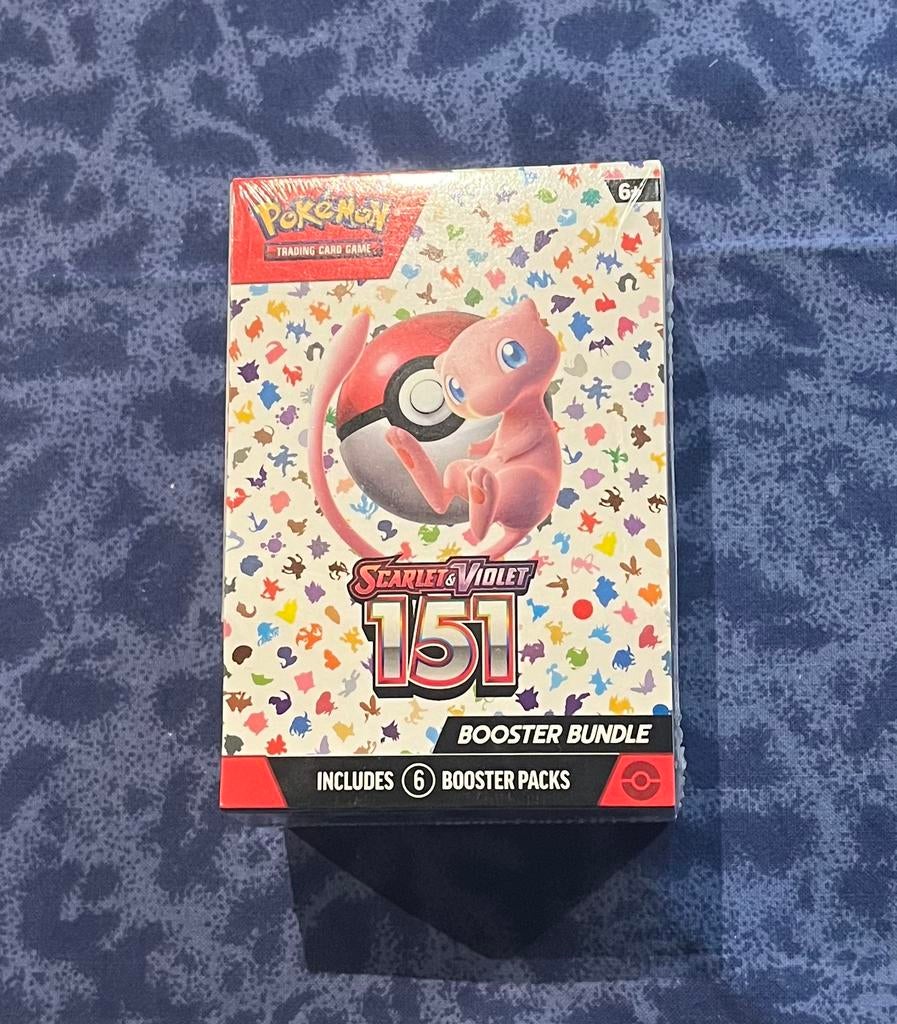 6+
POKéMON
TRADING CARD GAME
SCARLET & VIOLET
151
BOOSTER BUNDLE
INCLUDES 6 BOOSTER PACKS